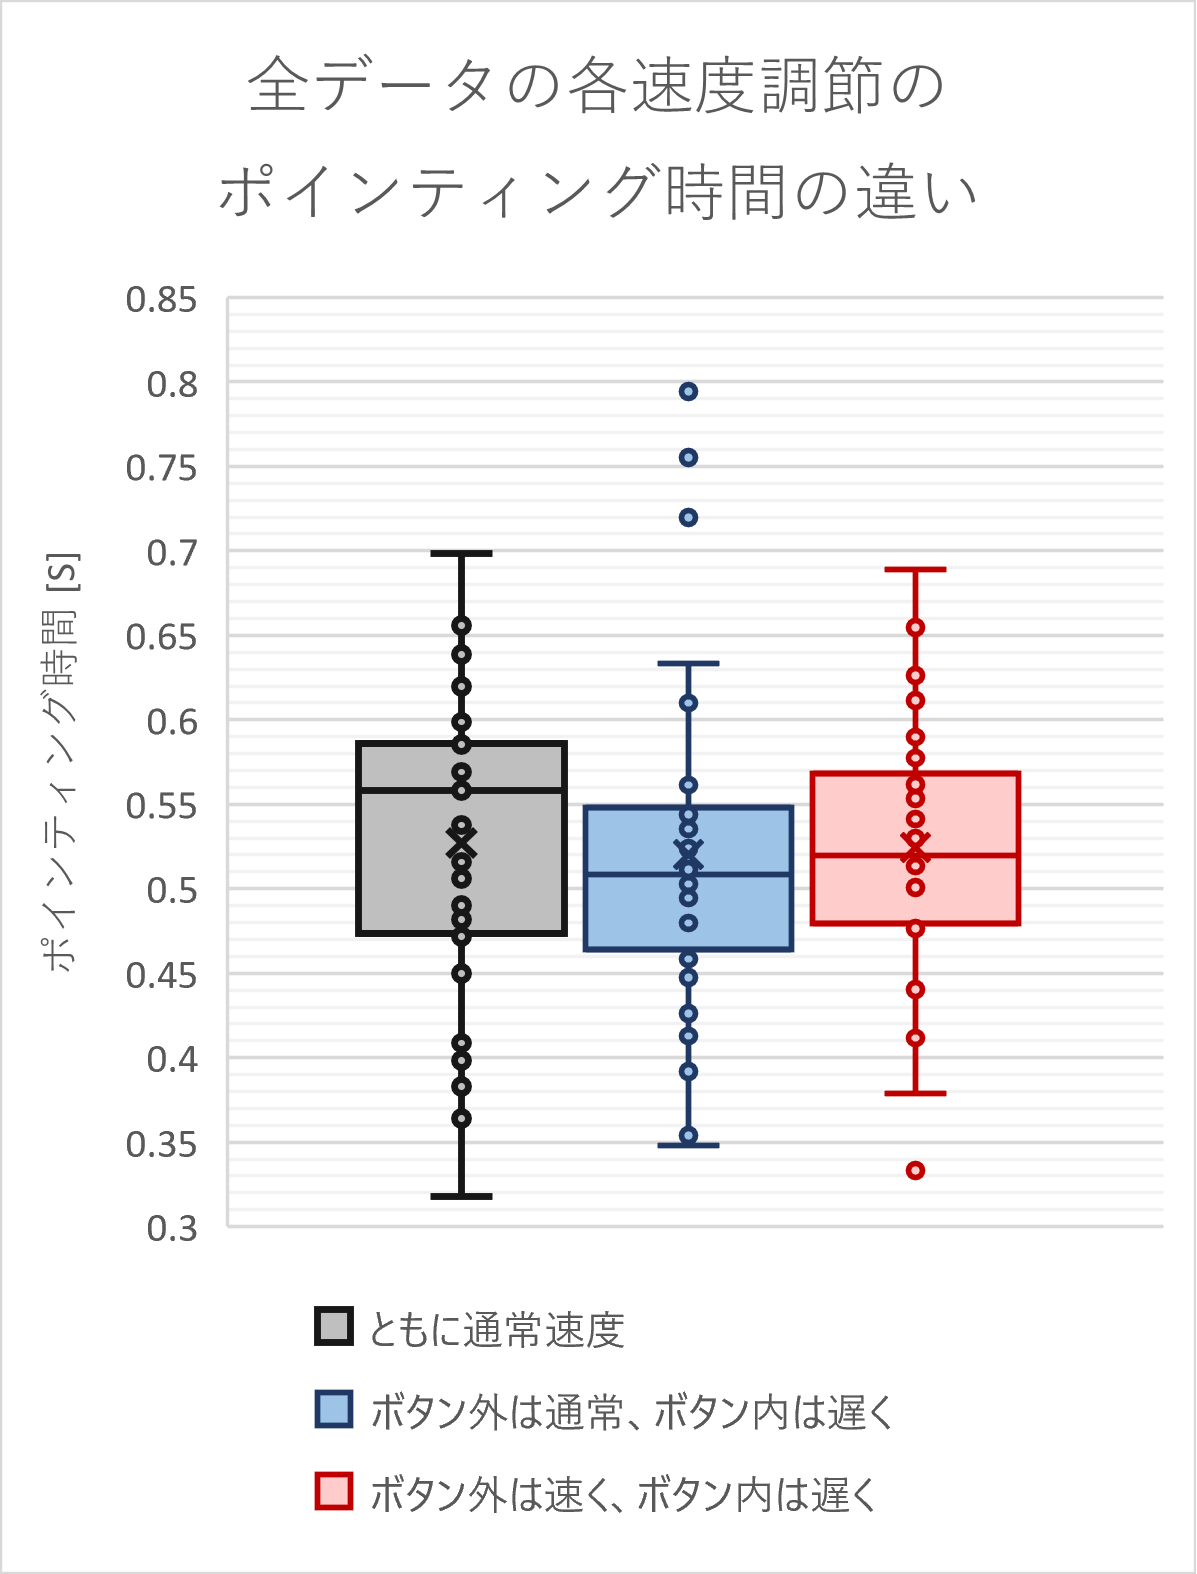 全データの各速度調節の
ポインティング時間の違い
ポインティング時間 [S]
0.85
0.8
0.75
0.7
0.65
0.6
0.55
0.5
0.45
0.4
0.35
0.3
ともに通常速度
ボタン外は通常、ボタン内は遅く
ボタン外は速く、ボタン内は遅く